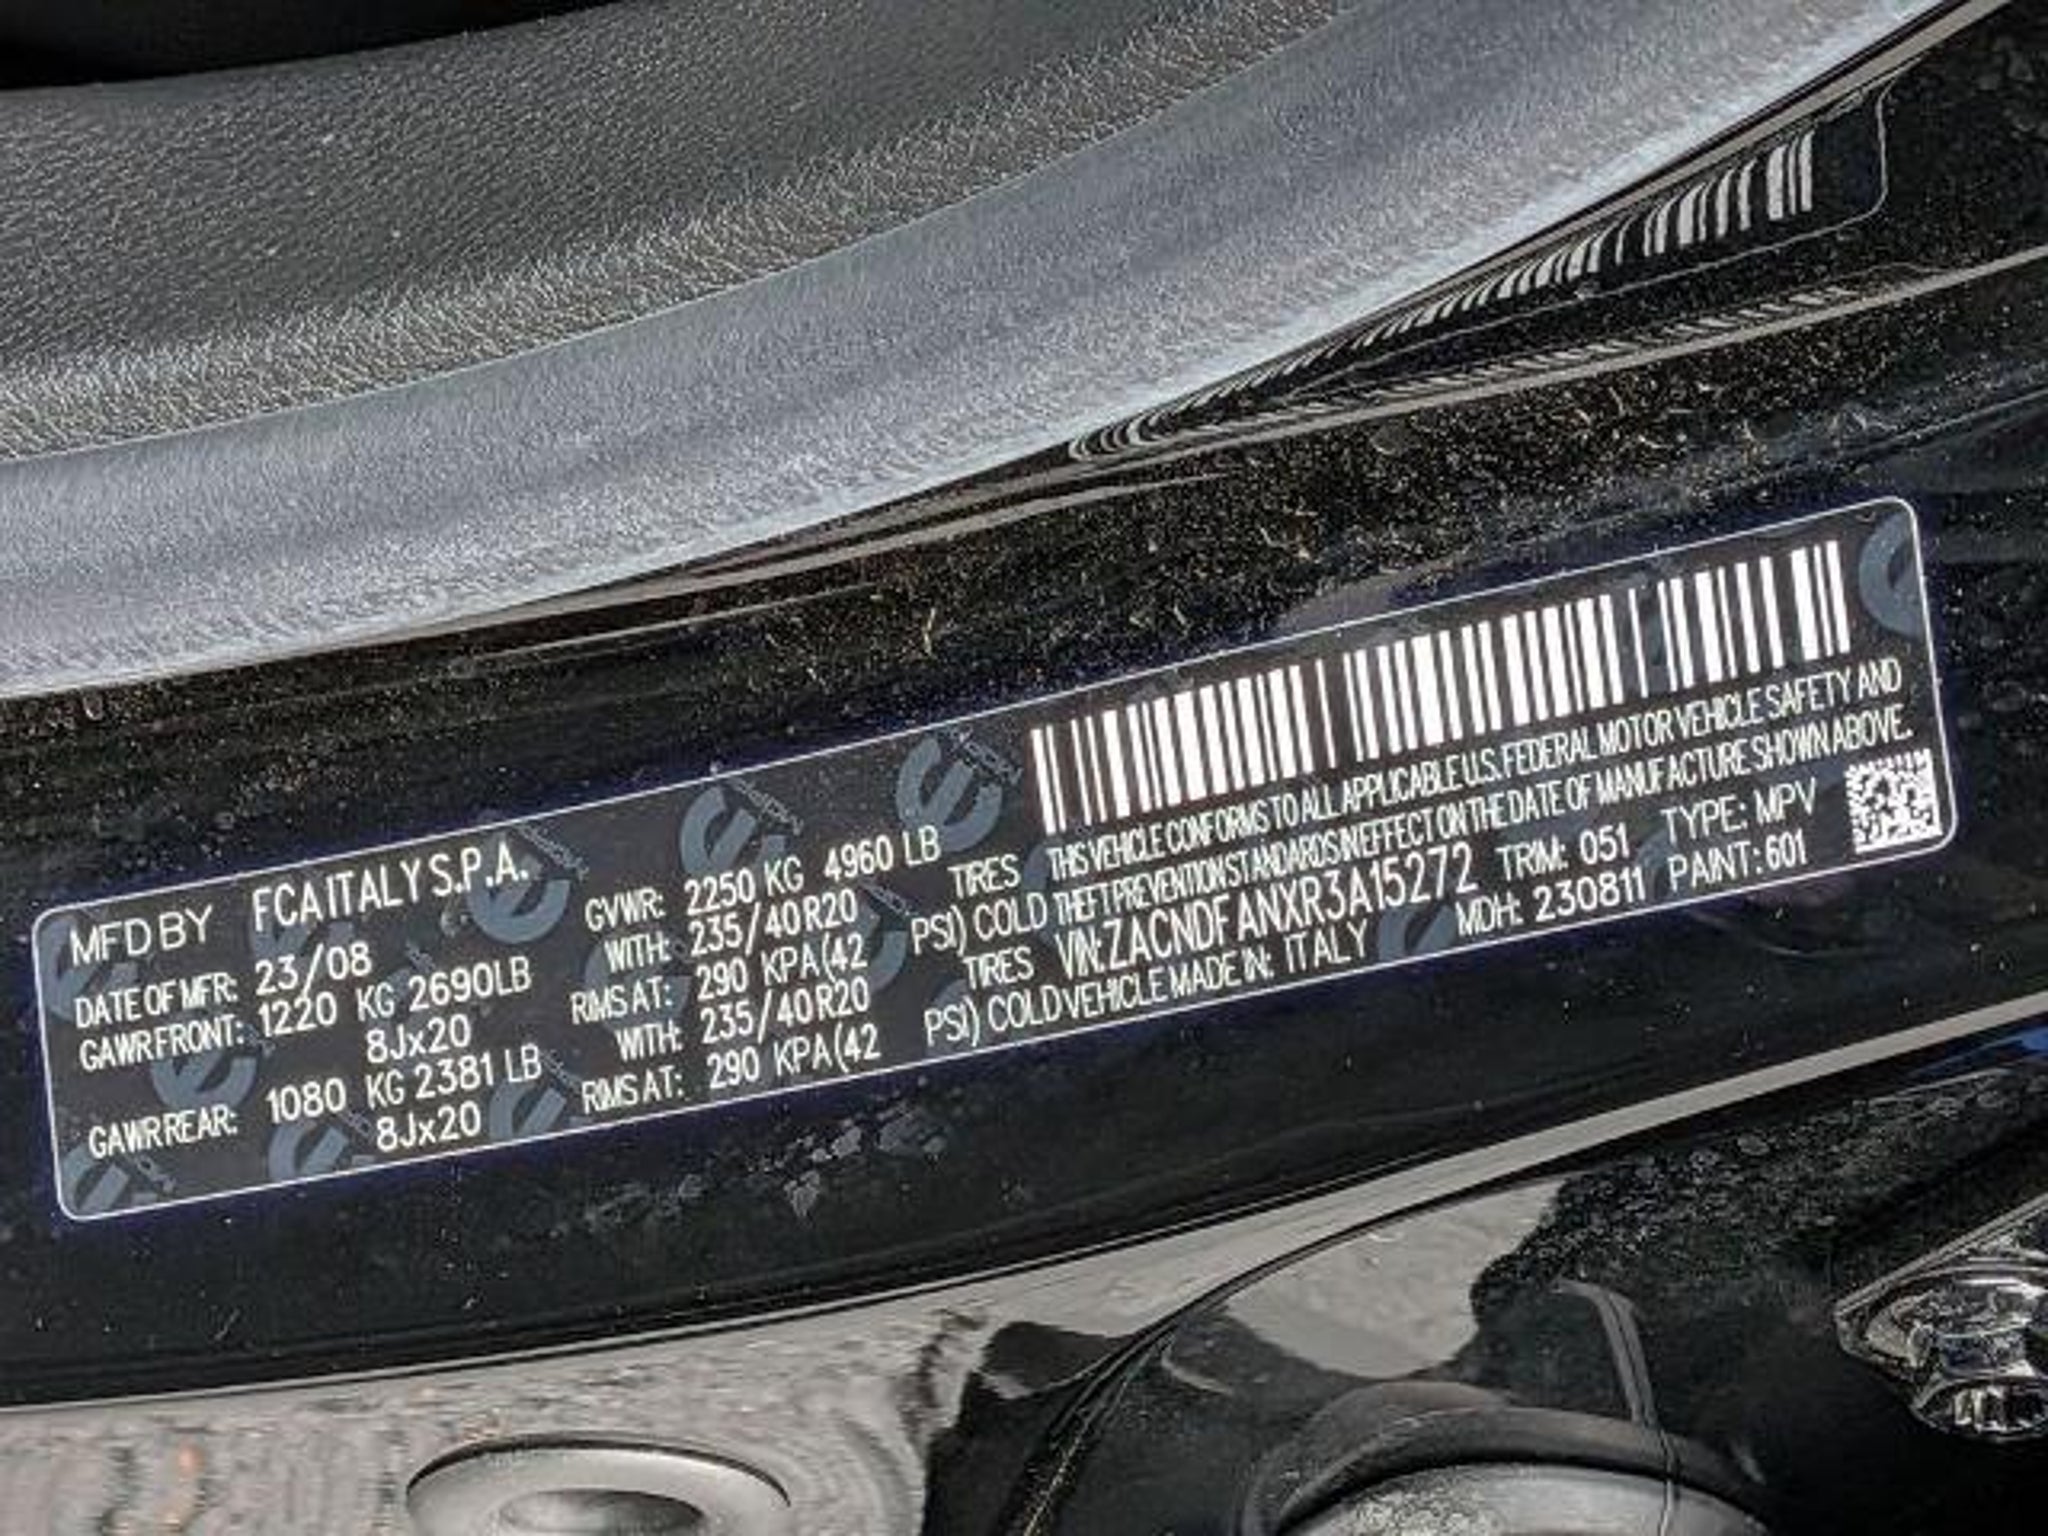 MFD BY FCA ITALY S.P.A.
DATE OF MFR: 23/08 GVWR: 2250 KG 4960 LB
GAWR FRONT: 1220 KG 2690LB WITH: 235/40R20 TIRES
8Jx20 RIMS AT: 290 KPA(42 PSI) COLD
GAWR REAR: 1080 KG 2381 LB WITH: 235/40R20 TIRES
8Jx20 RIMS AT: 290 KPA(42 PSI) COLD
THIS VEHICLE CONFORMS TO ALL APPLICABLE U.S. FEDERAL MOTOR VEHICLE SAFETY AND
THEFT PREVENTION STANDARDS IN EFFECT ON THE DATE OF MANUFACTURE SHOWN ABOVE.
VIN: ZACNDFANXR3A15272 TRIM: 051 TYPE: MPV
VEHICLE MADE IN: ITALY MDH: 230811 PAINT: 601